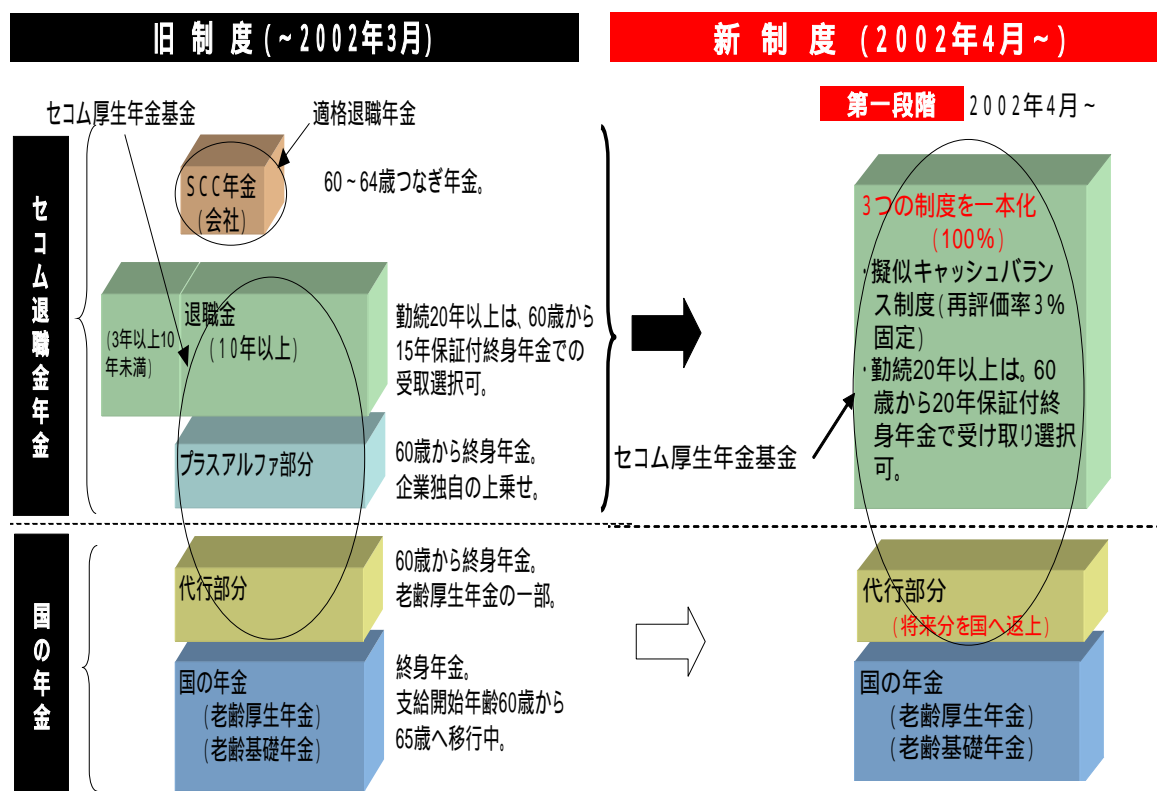 旧 制 度 (~2002年3月)
新 制 度 (2002年4月~)
セコム厚生年金基金
適格退職年金
第一段階
2002年4月~
セコム退職金年金
SCC年金
(会社)
60~64歳つなぎ年金。
(3年以上10
年未満)
退職金
(10年以上)
勤続20年以上は、60歳から
15年保証付終身年金での
受取選択可。
プラスアルファ部分
60歳から終身年金。
企業独自の上乗せ。
3つの制度を一本化
(100%)
・擬似キャッシュバラン
ス制度(再評価率3%
固定)
・勤続20年以上は。60
歳から20年保証付終
身年金で受け取り選択
可。
セコム厚生年金基金
国の年金
代行部分
60歳から終身年金。
老齢厚生年金の一部。
国の年金
(老齢厚生年金)
(老齢基礎年金)
終身年金。
支給開始年齢60歳から
65歳へ移行中。
代行部分
(将来分を国へ返上)
国の年金
(老齢厚生年金)
(老齢基礎年金)